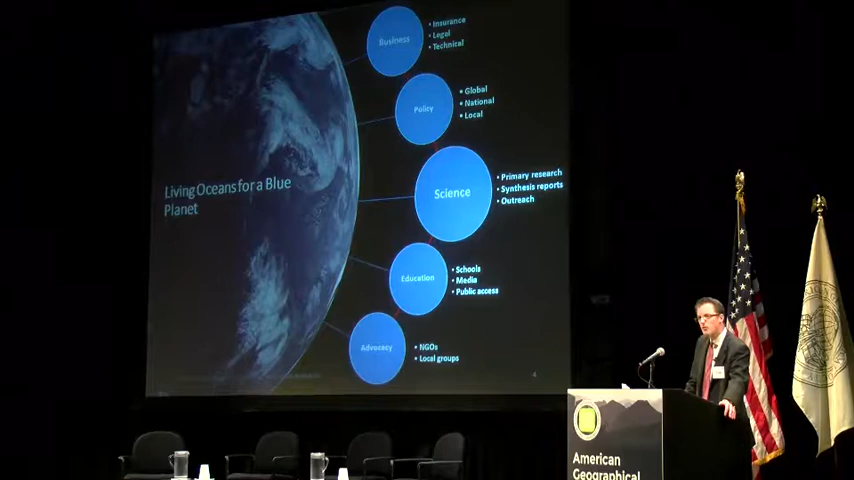 Living Oceans for a Blue
Planet
Business
• Insurance
• Legal
• Technical
Policy
• Global
• National
• Local
Science
• Primary research
• Synthesis reports
• Outreach
Education
• Schools
• Media
• Public access
Advocacy
• NGOs
• Local groups
4
American
Geographical